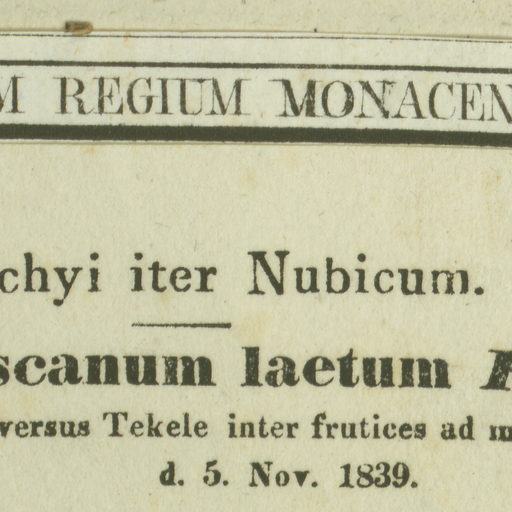 M REGIUM MONACEN
chyi iter Nubicum.
scanum laetum
versus Tekele inter frutices ad m
d. 5. Nov. 1839.